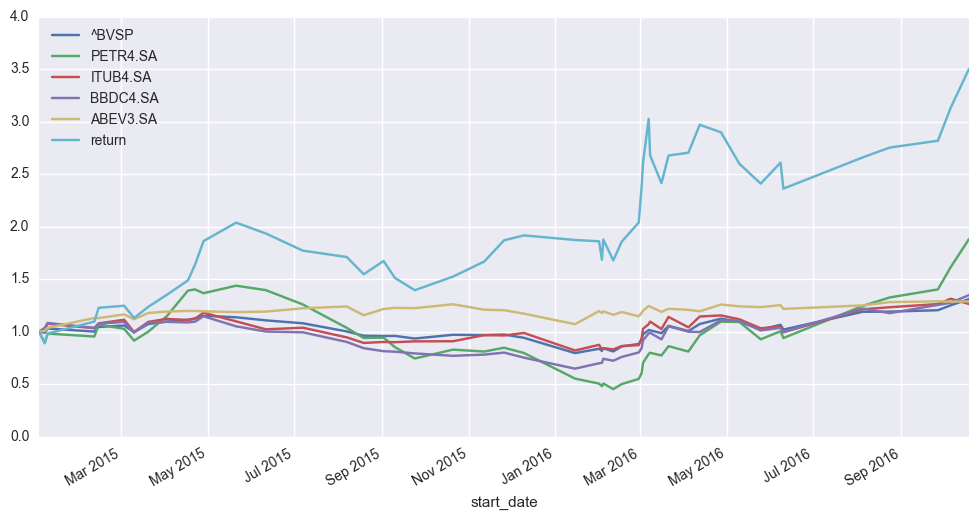 4.0
3.5
3.0
2.5
2.0
1.5
1.0
0.5
0.0
^BVSP
PETR4.SA
ITUB4.SA
BBDC4.SA
ABEV3.SA
return
Mar 2015
May 2015
Jul 2015
Sep 2015
Nov 2015
Jan 2016
Mar 2016
May 2016
Jul 2016
Sep 2016
start_date